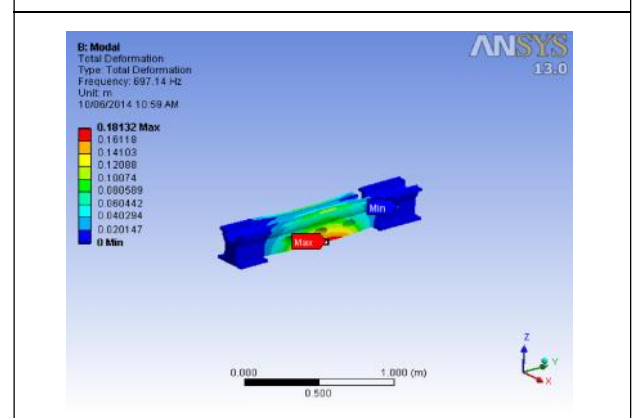 B: Modal
Total Deformation
Type: Total Deformation
Frequency: 697.14 Hz
Unit: m
10/06/2014 10:59 AM
ANSYS
13.0
0.18132 Max
0.16118
0.14103
0.12088
0.10074
0.080589
0.060442
0.040294
0.020147
0 Min
Min
Max
0.000
1.000 (m)
0.500
Z
Y
X